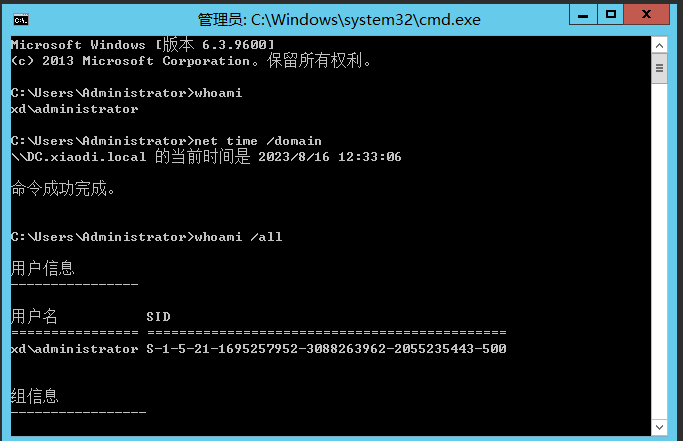 管理员: C:\Windows\system32\cmd.exe
Microsoft Windows [版本 6.3.9600]
(c) 2013 Microsoft Corporation。保留所有权利。
C:\Users\Administrator>whoami
xd\administrator
C:\Users\Administrator>net time /domain
\\DC.xiaodi.local 的当前时间是 2023/8/16 12:33:06
命令成功完成。
C:\Users\Administrator>whoami /all
用户信息
----------------
用户名 SID
================ =============================================
xd\administrator S-1-5-21-1695257952-3088263962-2055235443-500
组信息
-----------------